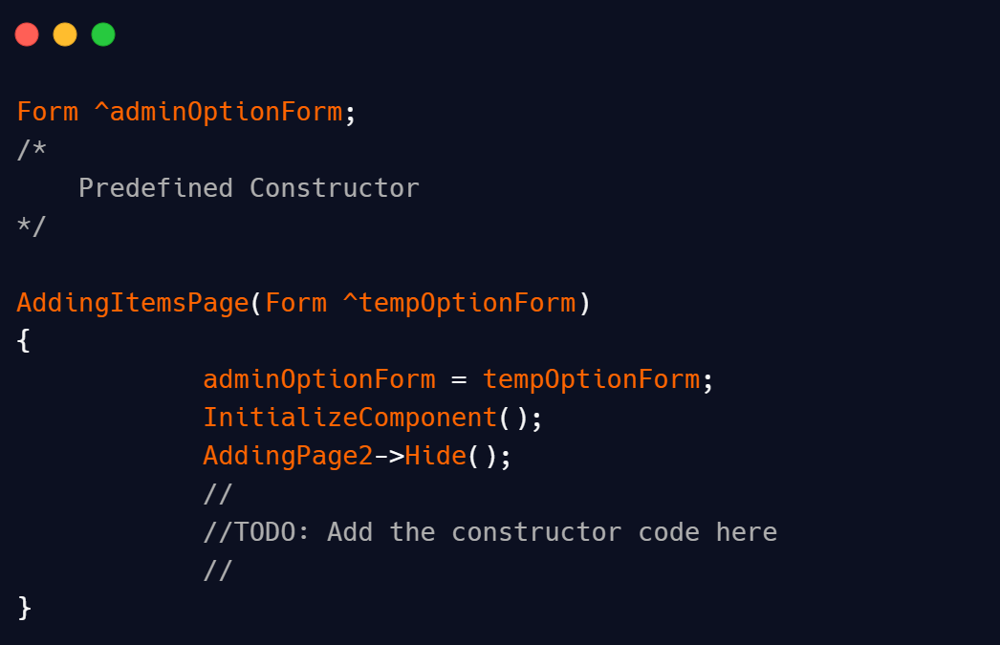 Form ^adminOptionForm;
/*
    Predefined Constructor
*/

AddingItemsPage(Form ^tempOptionForm)
{
            adminOptionForm = tempOptionForm;
            InitializeComponent();
            AddingPage2->Hide();
            //
            //TODO: Add the constructor code here
            //
}